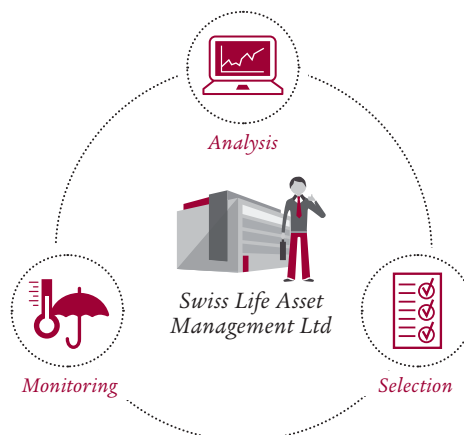 Analysis
Swiss Life Asset
Management Ltd
Monitoring
Selection